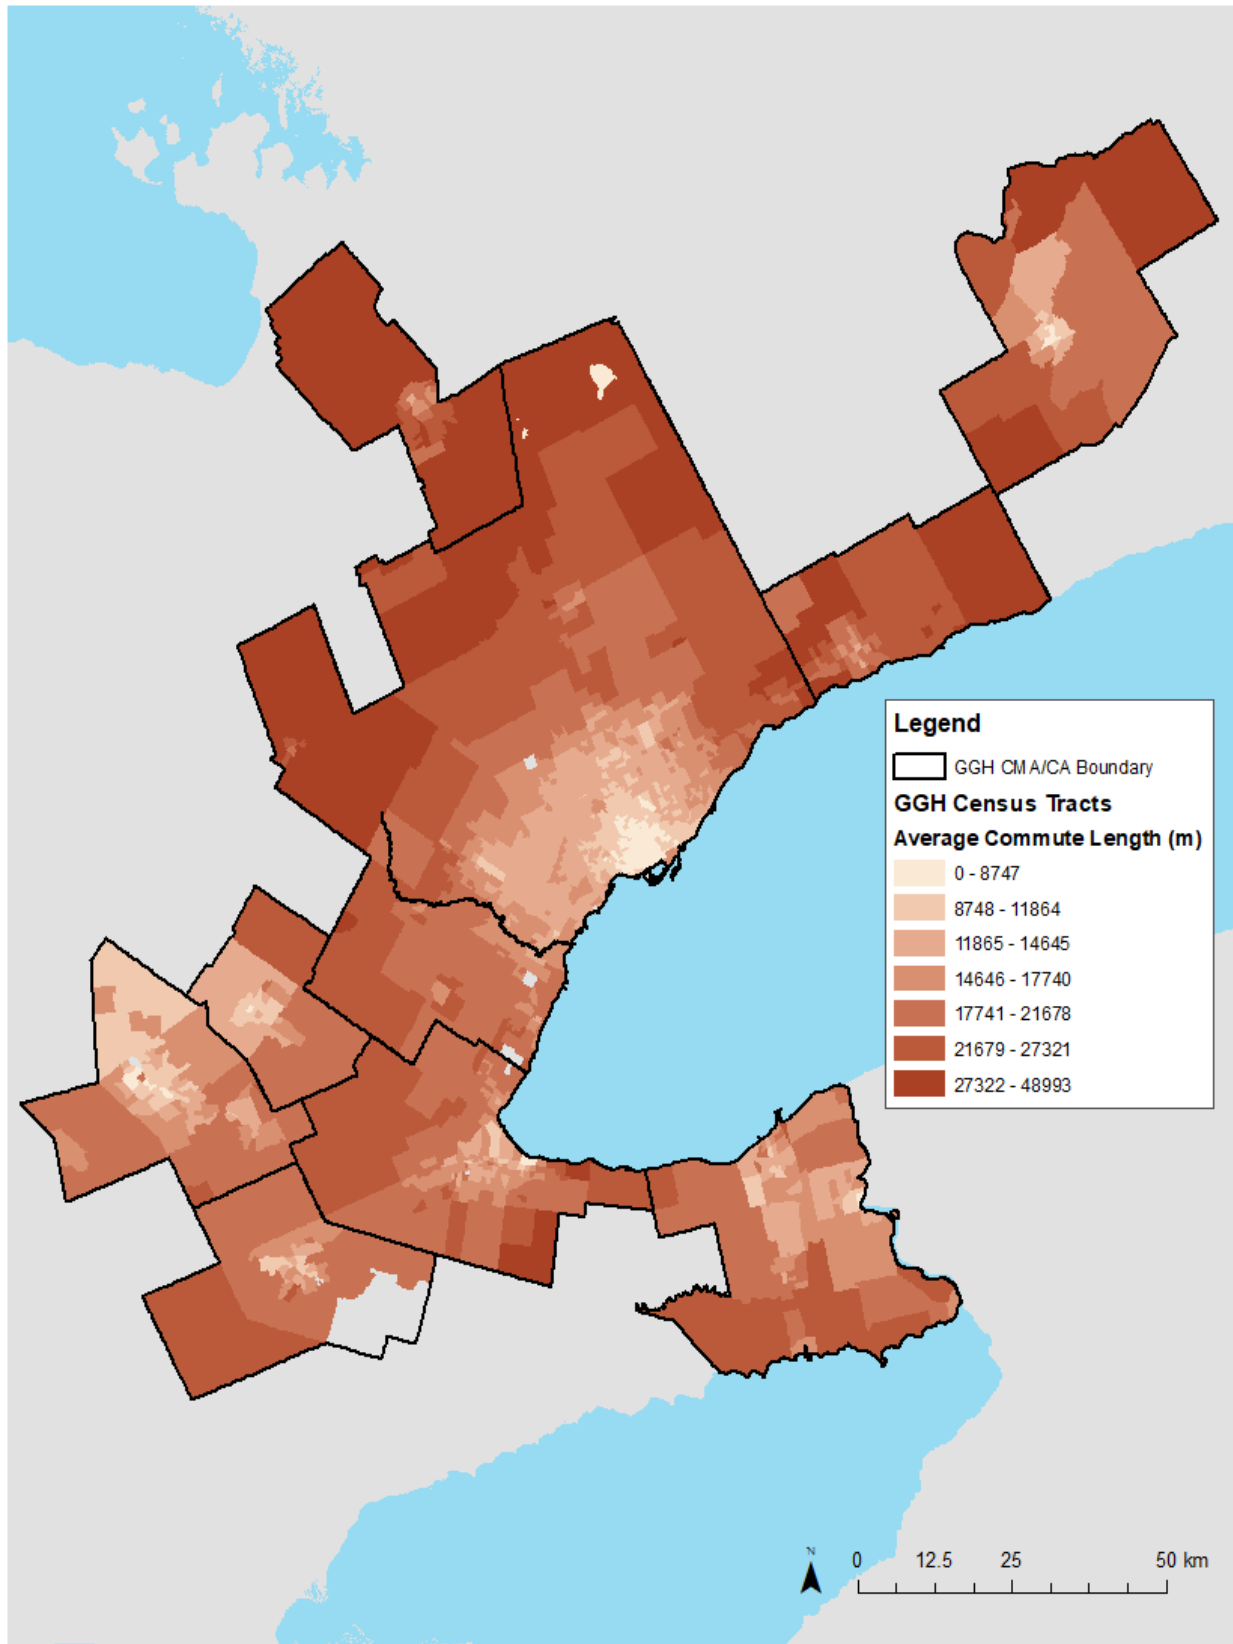 Legend
GGH CMA/CA Boundary
GGH Census Tracts
Average Commute Length (m)
0 - 8747
8748 - 11864
11865 - 14645
14646 - 17740
17741 - 21678
21679 - 27321
27322 - 48993
N
0 12.5 25 50 km